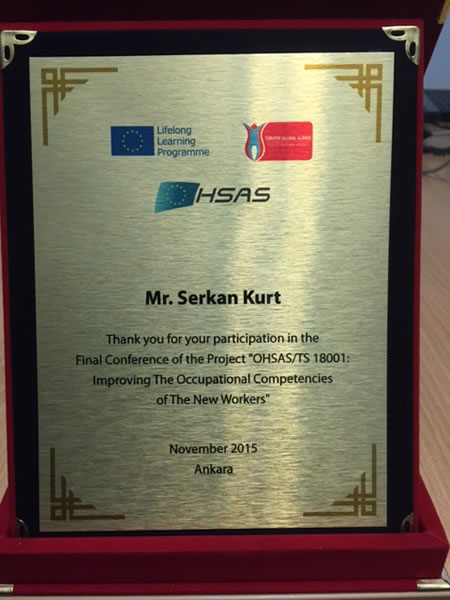 Lifelong
Learning
Programme
OHSAS
Mr. Serkan Kurt
Thank you for your participation in the
Final Conference of the Project "OHSAS/TS 18001:
Improving The Occupational Competencies
of The New Workers"
November 2015
Ankara